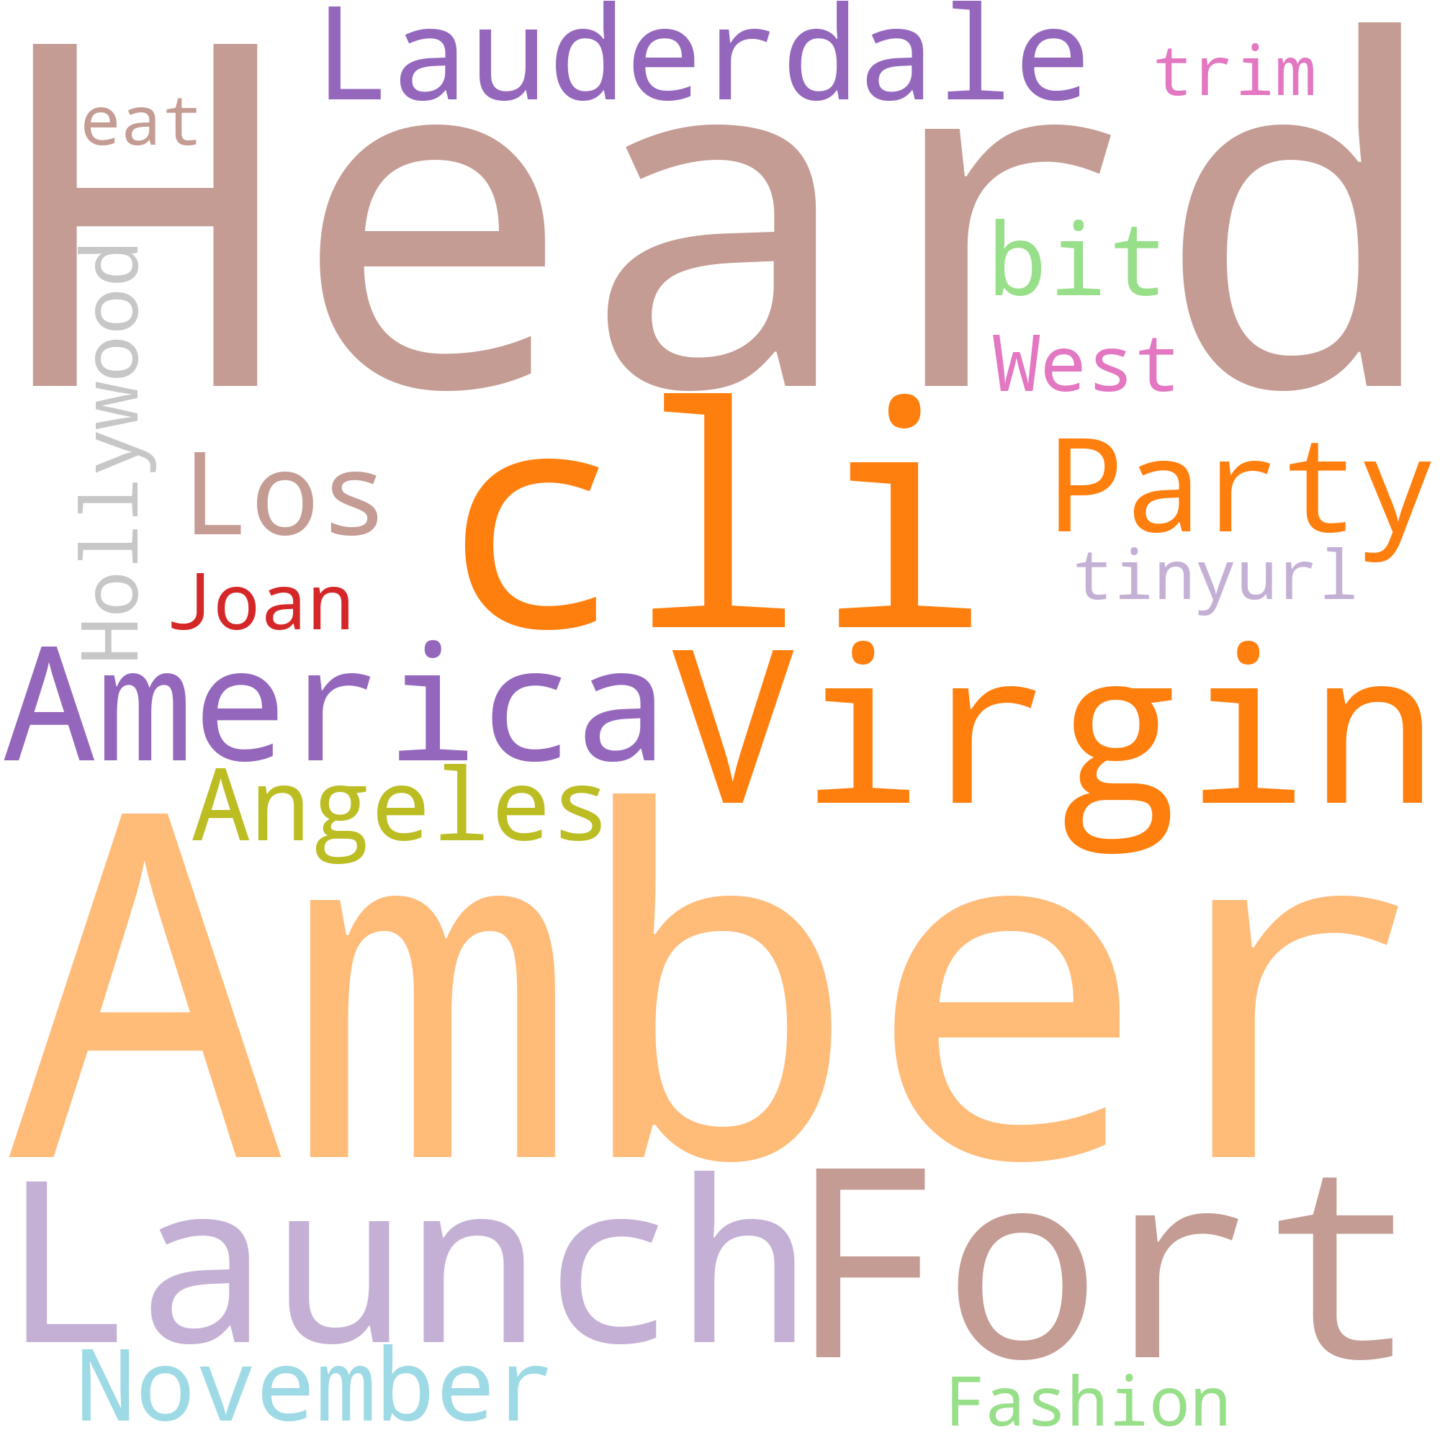 Lauderdale
trim
eat
Heard
bit
West
Hollywood
cli
Los
Party
tinyurl
Joan
America
Virgin
Angeles
Amber
Launch
Fort
November
Fashion